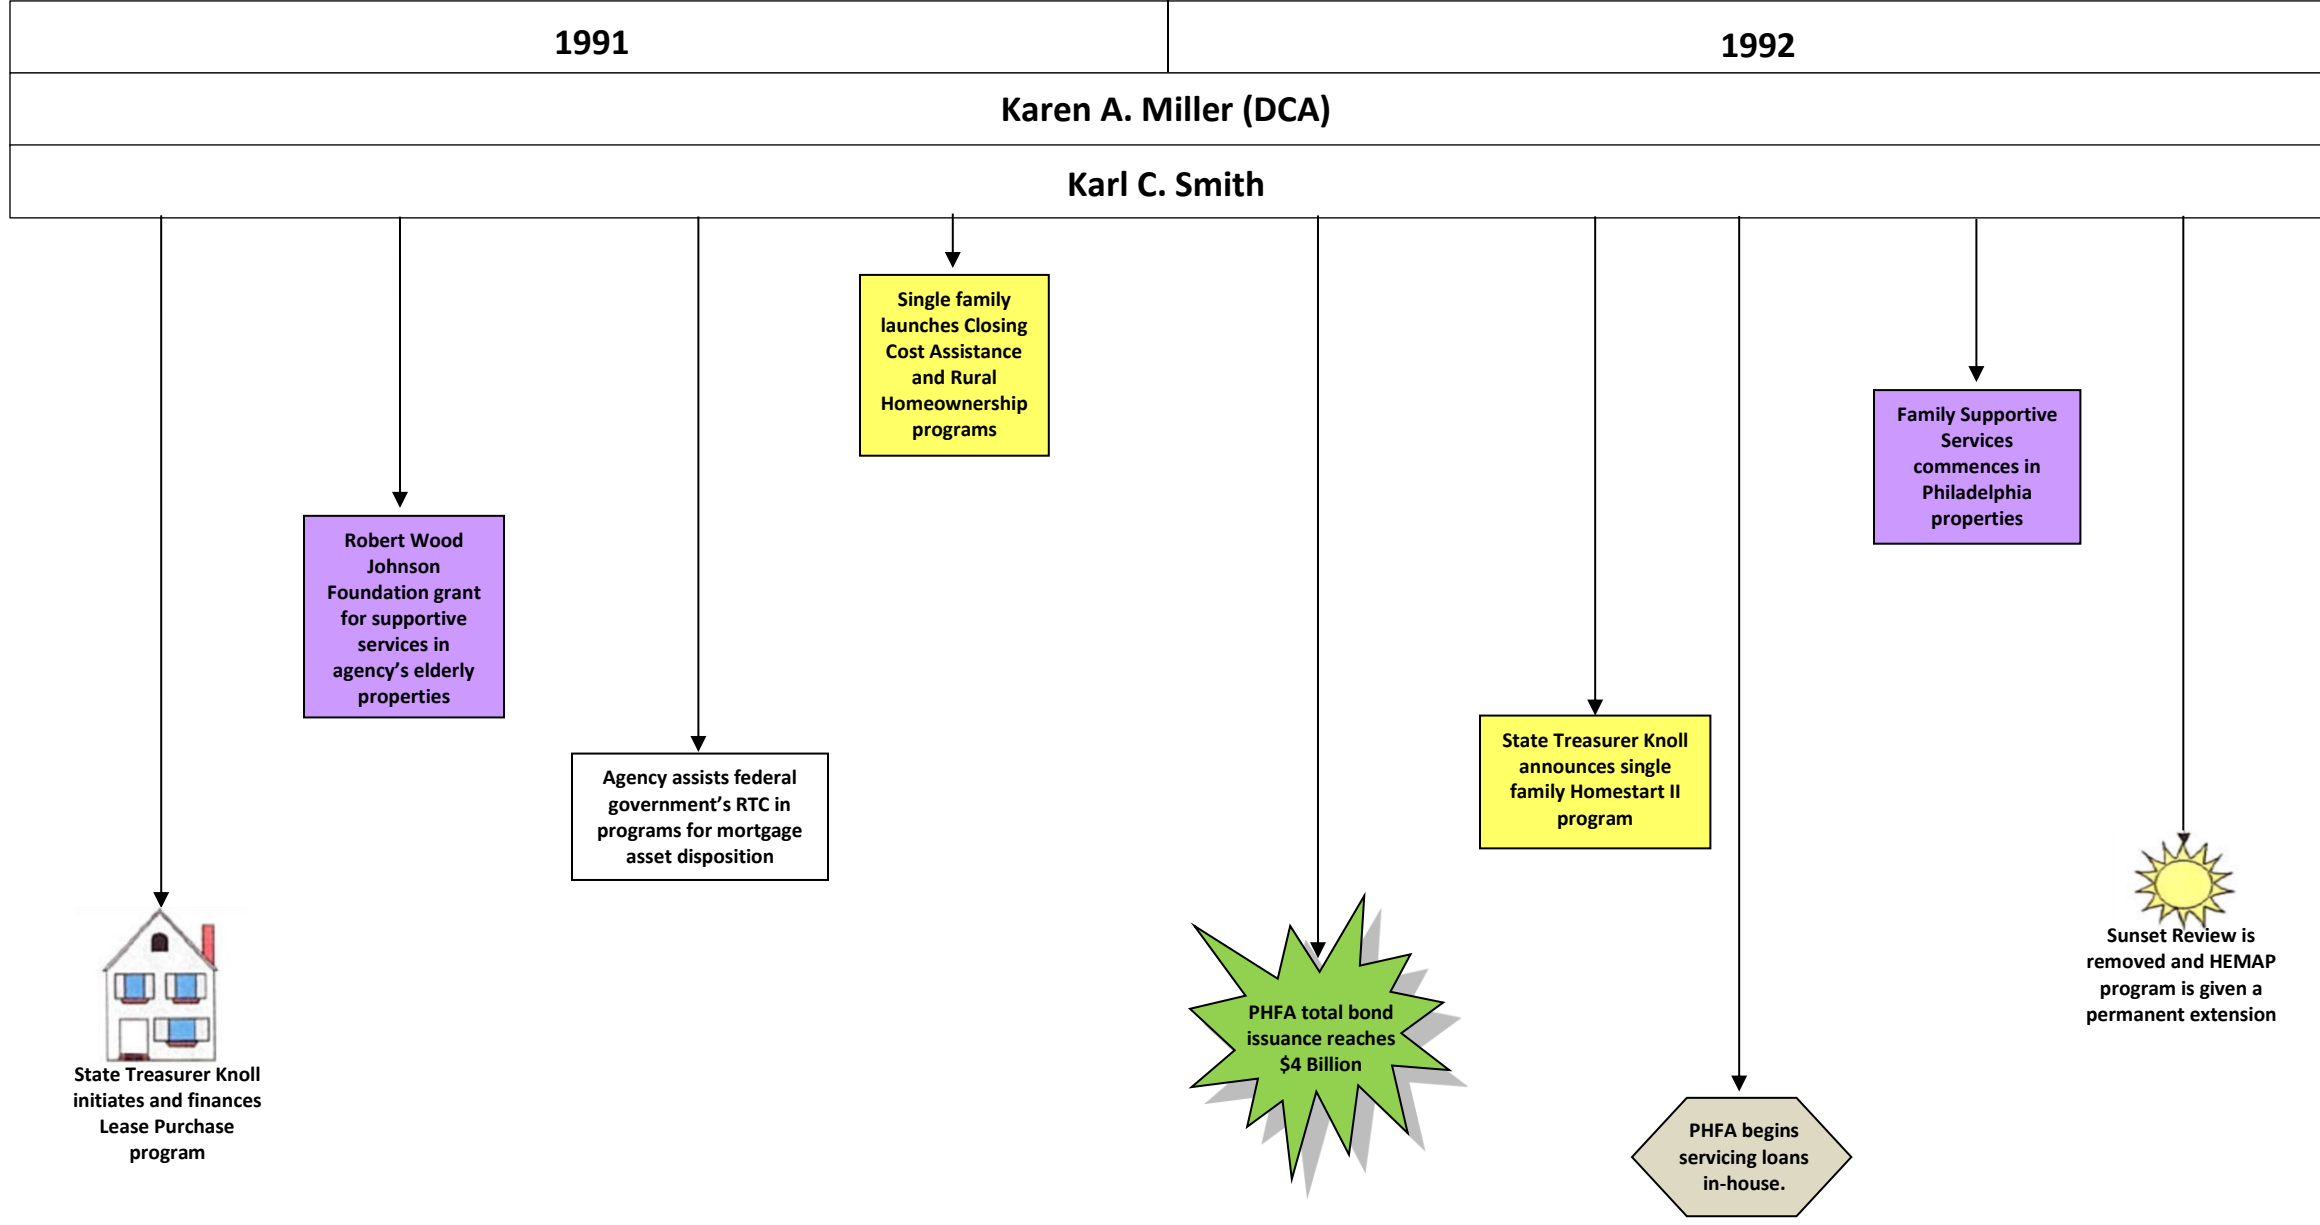 1991
1992
Karen A. Miller (DCA)
Karl C. Smith
State Treasurer Knoll
initiates and finances
Lease Purchase
program
Robert Wood
Johnson
Foundation grant
for supportive
services in
agency’s elderly
properties
Agency assists federal
government’s RTC in
programs for mortgage
asset disposition
Single family
launches Closing
Cost Assistance
and Rural
Homeownership
programs
PHFA total bond
issuance reaches
$4 Billion
State Treasurer Knoll
announces single
family Homestart II
program
PHFA begins
servicing loans
in-house.
Family Supportive
Services
commences in
Philadelphia
properties
Sunset Review is
removed and HEMAP
program is given a
permanent extension